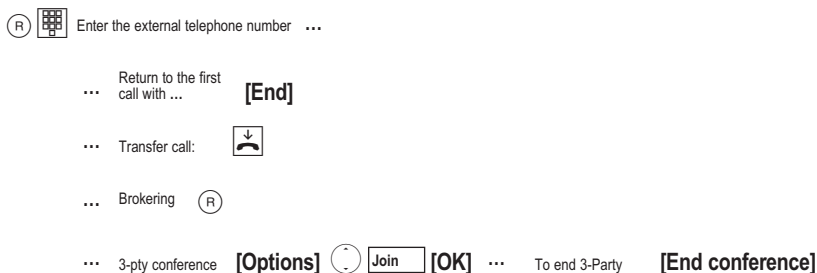 R Enter the external telephone number ...
... Return to the first
call with ... [End]
... Transfer call:
... Brokering R
... 3-pty conference [Options] Join [OK] ... To end 3-Party [End conference]